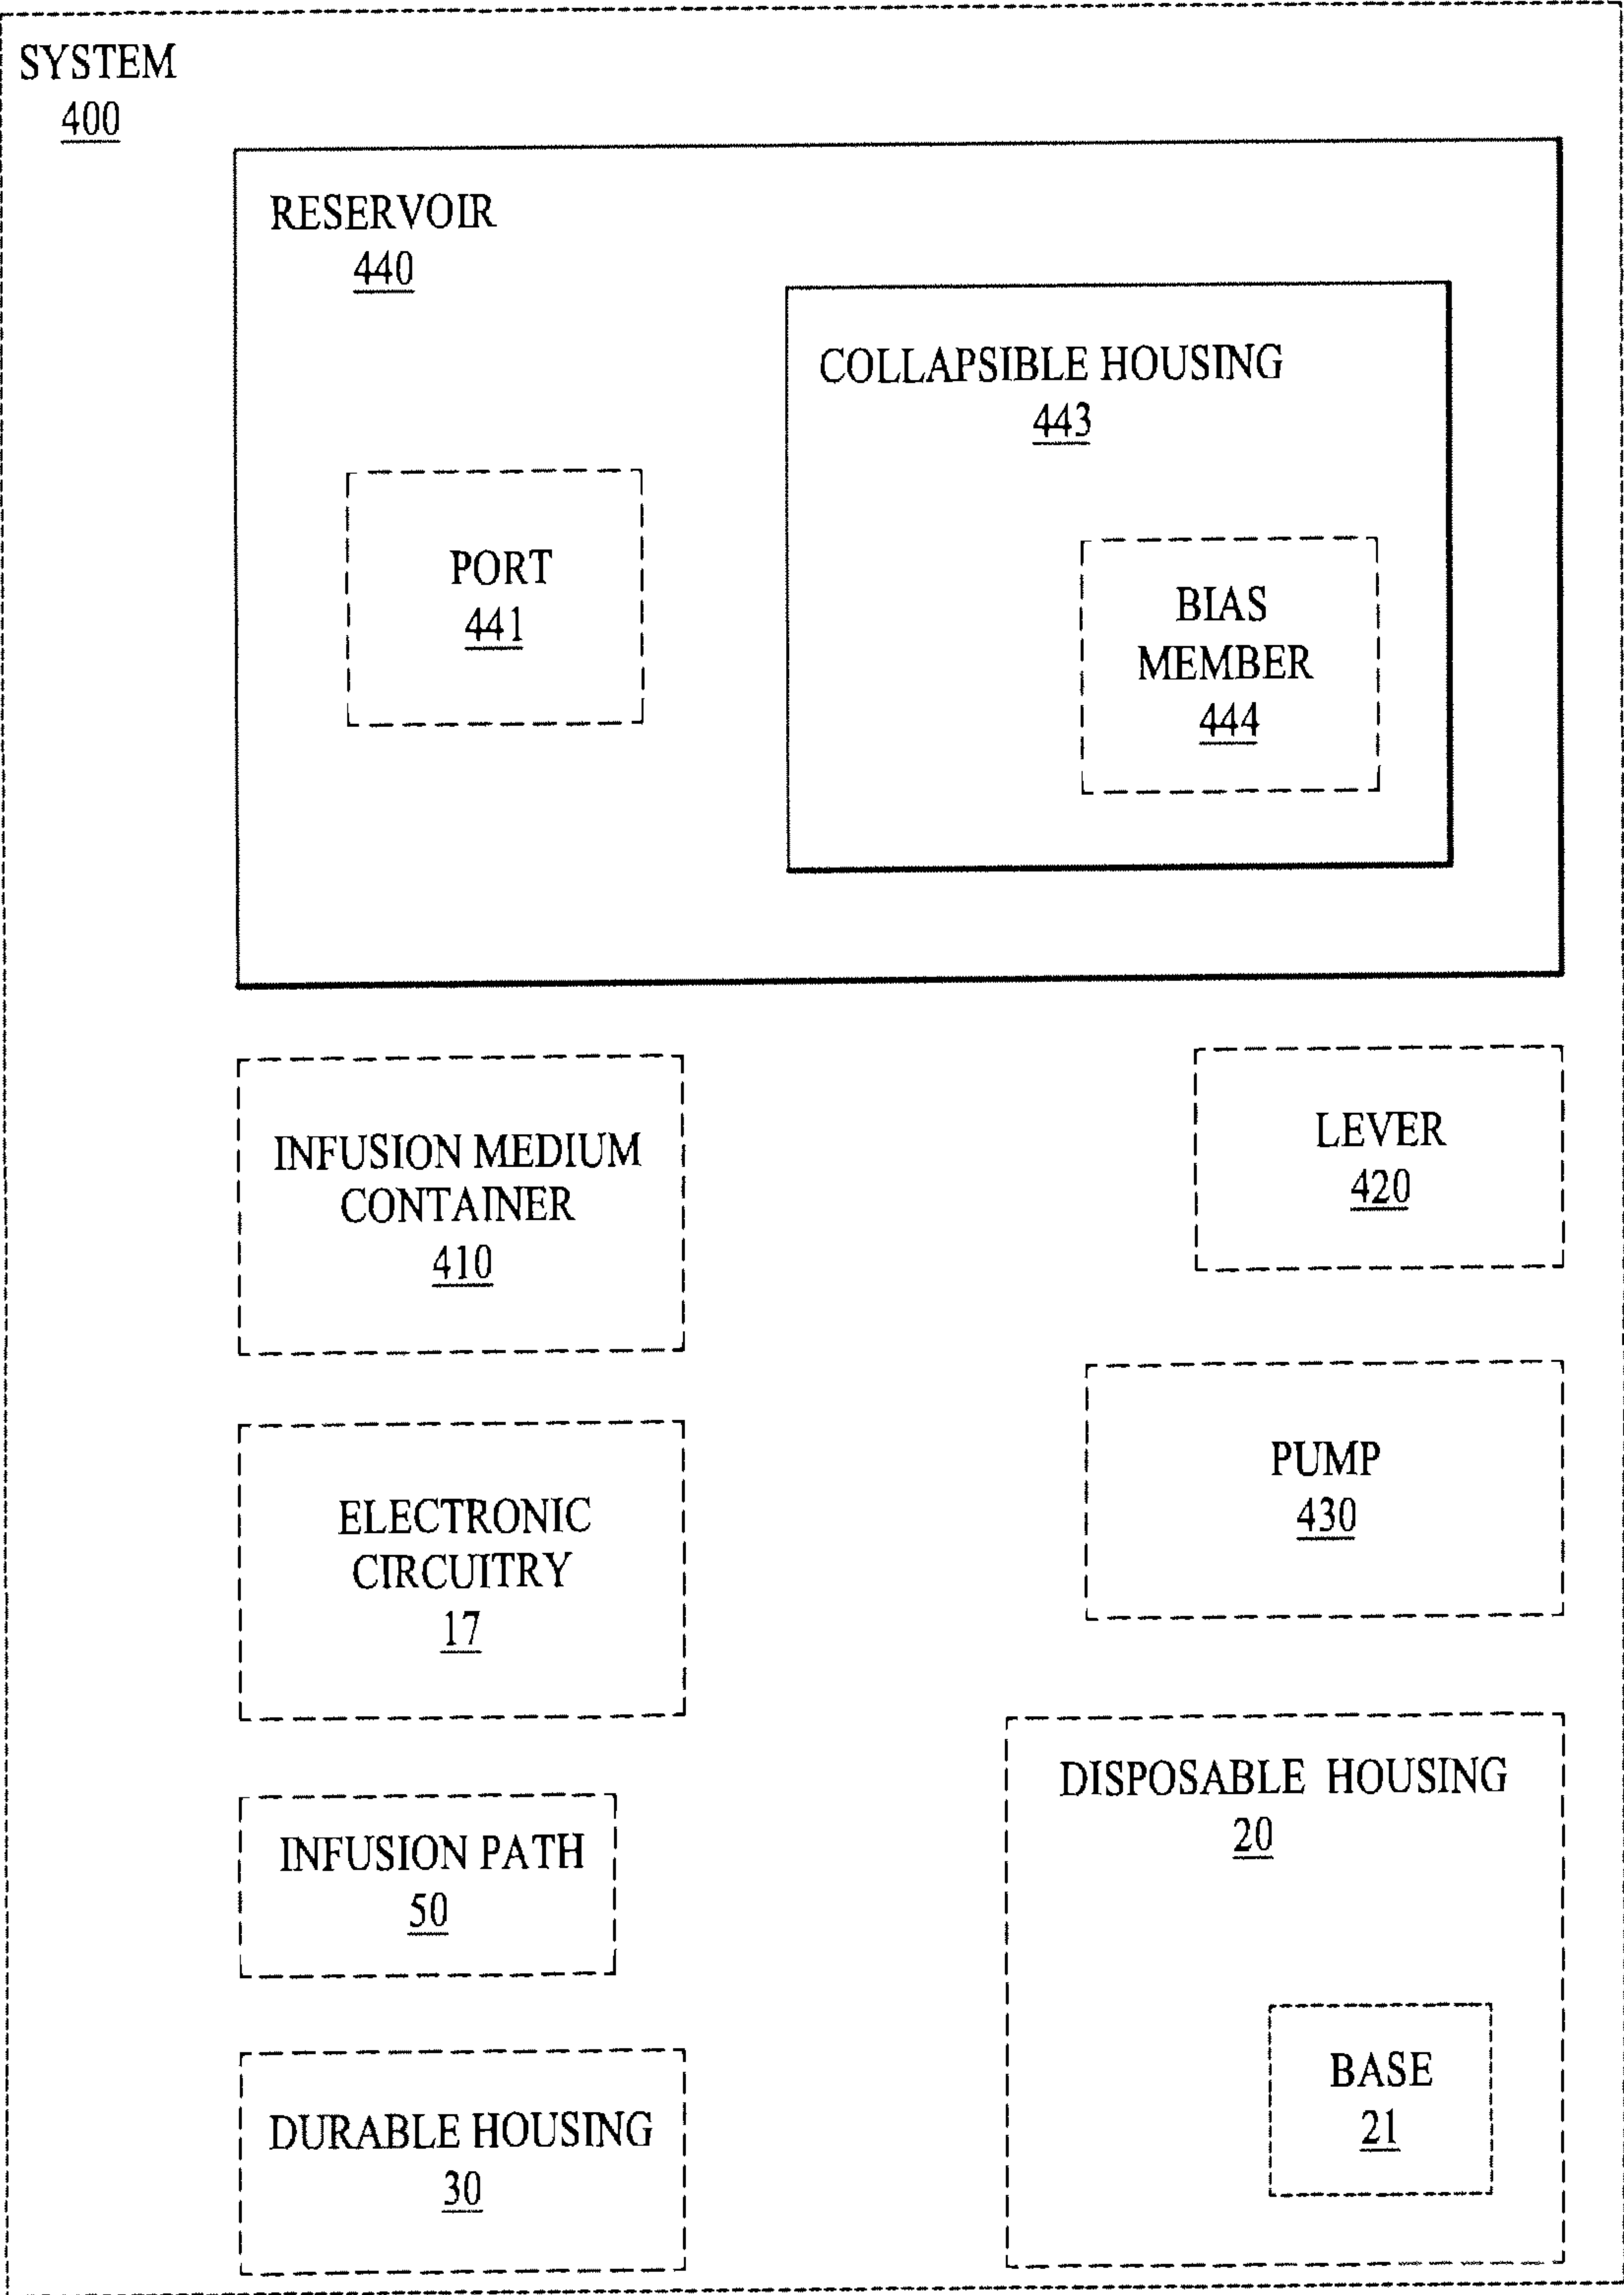 SYSTEM
400
RESERVOIR
440
COLLAPSIBLE HOUSING
443
PORT
441
BIAS
MEMBER
444
INFUSION MEDIUM
CONTAINER
410
LEVER
420
ELECTRONIC
CIRCUITRY
17
PUMP
430
INFUSION PATH
50
DISPOSABLE HOUSING
20
DURABLE HOUSING
30
BASE
21